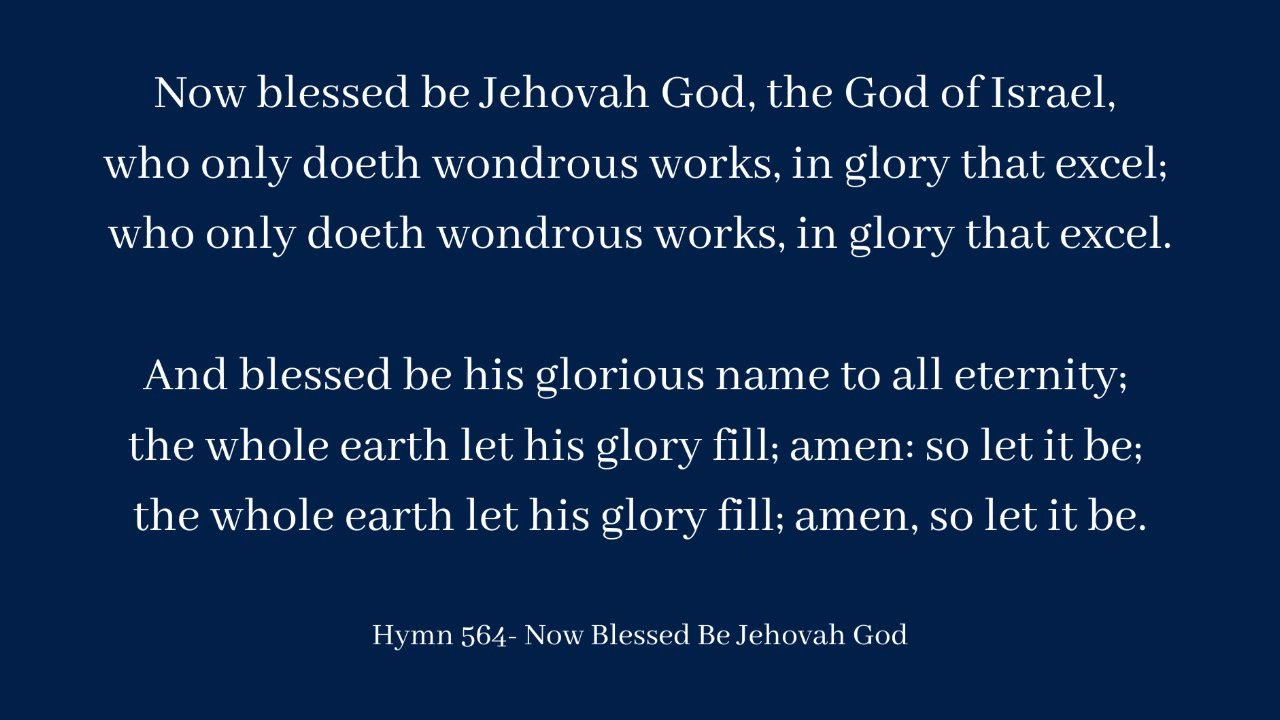 Now blessed be Jehovah God, the God of Israel,
who only doeth wondrous works, in glory that excel;
who only doeth wondrous works, in glory that excel.
And blessed be his glorious name to all eternity;
the whole earth let his glory fill; amen: so let it be;
the whole earth let his glory fill; amen, so let it be.
Hymn 564- Now Blessed Be Jehovah God